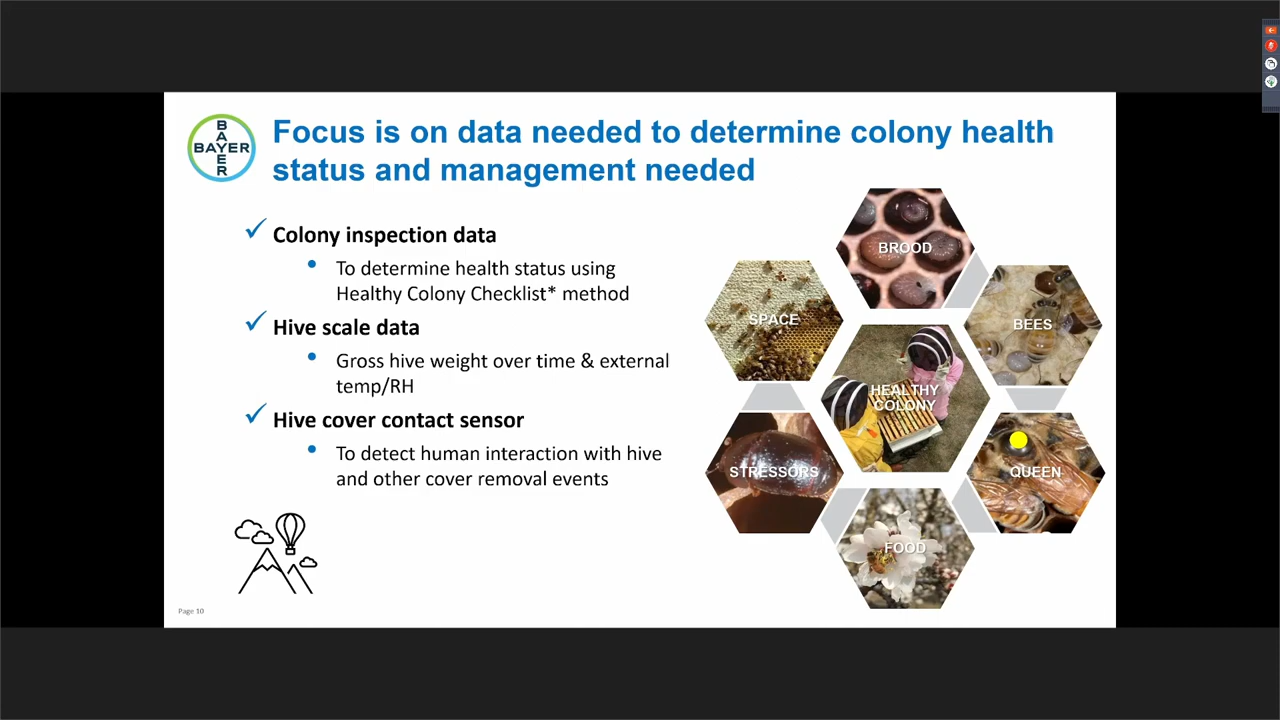 BAYER
BAYER
Focus is on data needed to determine colony health
status and management needed
Colony inspection data
To determine health status using
Healthy Colony Checklist* method
Hive scale data
Gross hive weight over time & external
temp/RH
Hive cover contact sensor
To detect human interaction with hive
and other cover removal events
BROOD
SPACE
BEES
HEALTHY
COLONY
STRESSORS
QUEEN
FOOD
Page 10